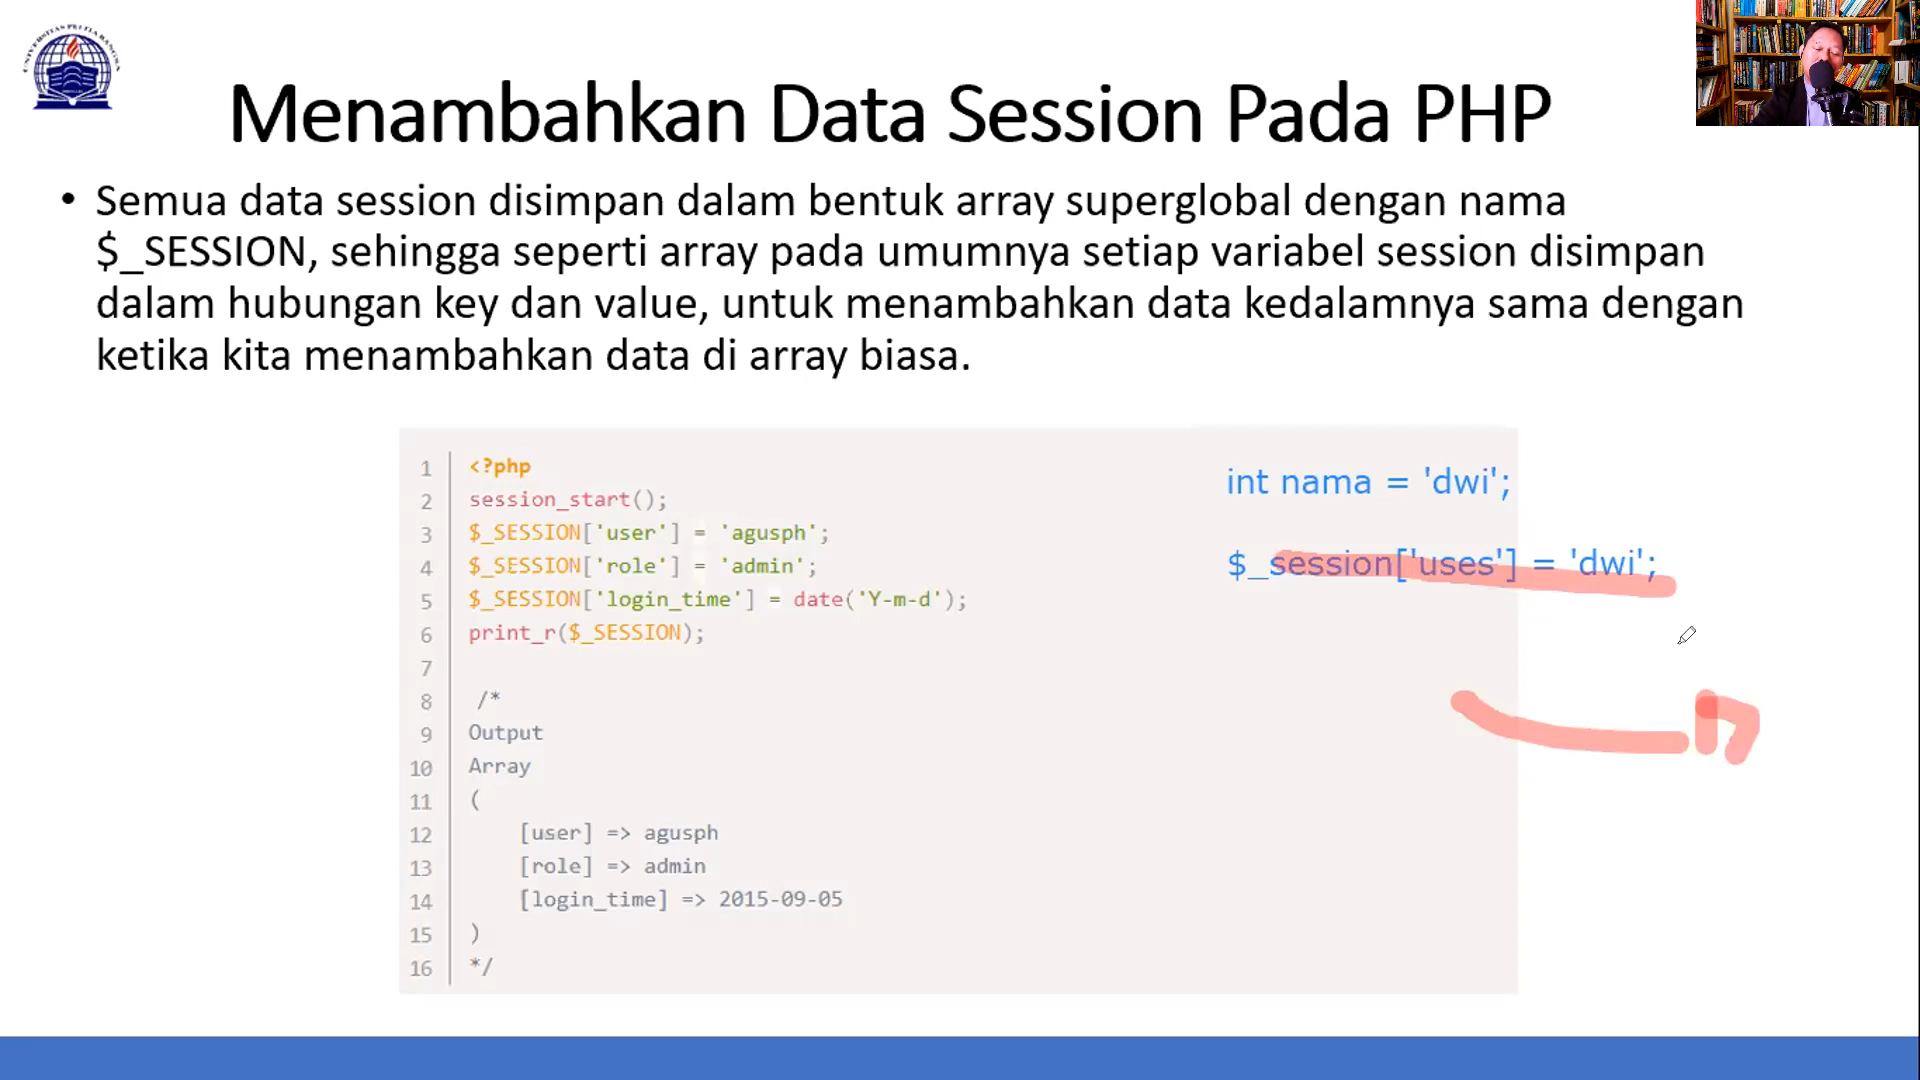 Menambahkan Data Session Pada PHP
• Semua data session disimpan dalam bentuk array superglobal dengan nama
$_SESSION, sehingga seperti array pada umumnya setiap variabel session disimpan
dalam hubungan key dan value, untuk menambahkan data kedalamnya sama dengan
ketika kita menambahkan data di array biasa.
1 <?php
2 session_start();
3 $_SESSION['user'] = 'agusph';
4 $_SESSION['role'] = 'admin';
5 $_SESSION['login_time'] = date('Y-m-d');
6 print_r($_SESSION);
7
8 /*
9 Output
10 Array
11 (
12 [user] => agusph
13 [role] => admin
14 [login_time] => 2015-09-05
15 )
16 */
int nama = 'dwi';
$_session['uses'] = 'dwi';